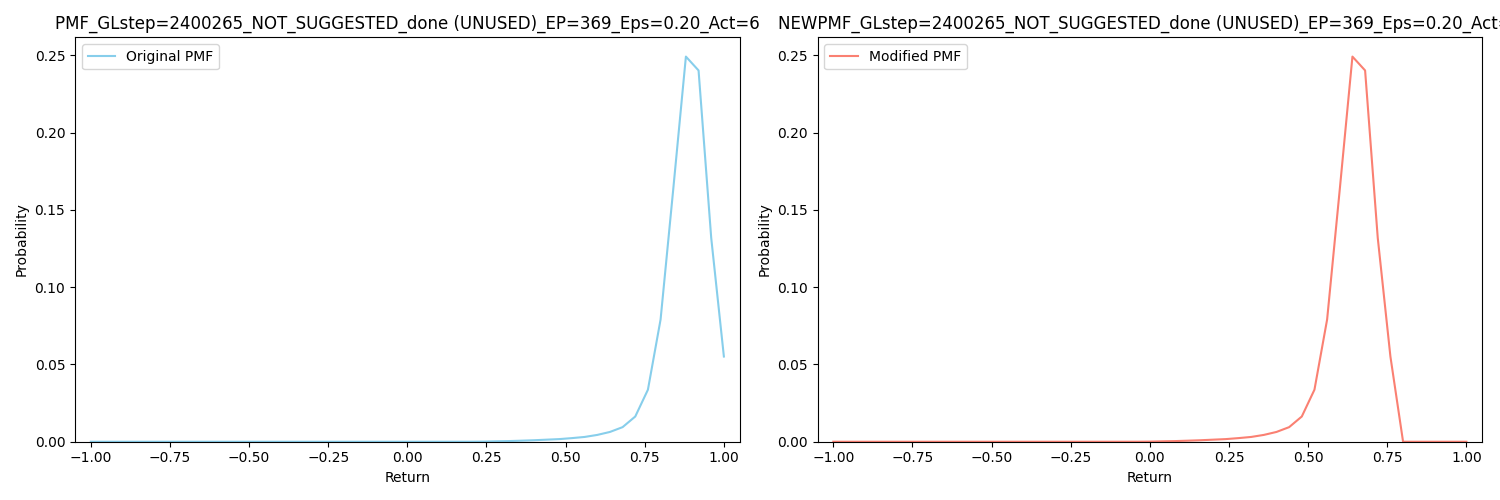 PMF_GLstep=2400265_NOT_SUGGESTED_done (UNUSED)_EP=369_Eps=0.20_Act=6
Original PMF
0.25
0.20
0.15
0.10
0.05
0.00
Probability
−1.00 −0.75 −0.50 −0.25 0.00 0.25 0.50 0.75 1.00
Return
NEWPMF_GLstep=2400265_NOT_SUGGESTED_done (UNUSED)_EP=369_Eps=0.20_Act=
Modified PMF
0.25
0.20
0.15
0.10
0.05
0.00
Probability
−1.00 −0.75 −0.50 −0.25 0.00 0.25 0.50 0.75 1.00
Return